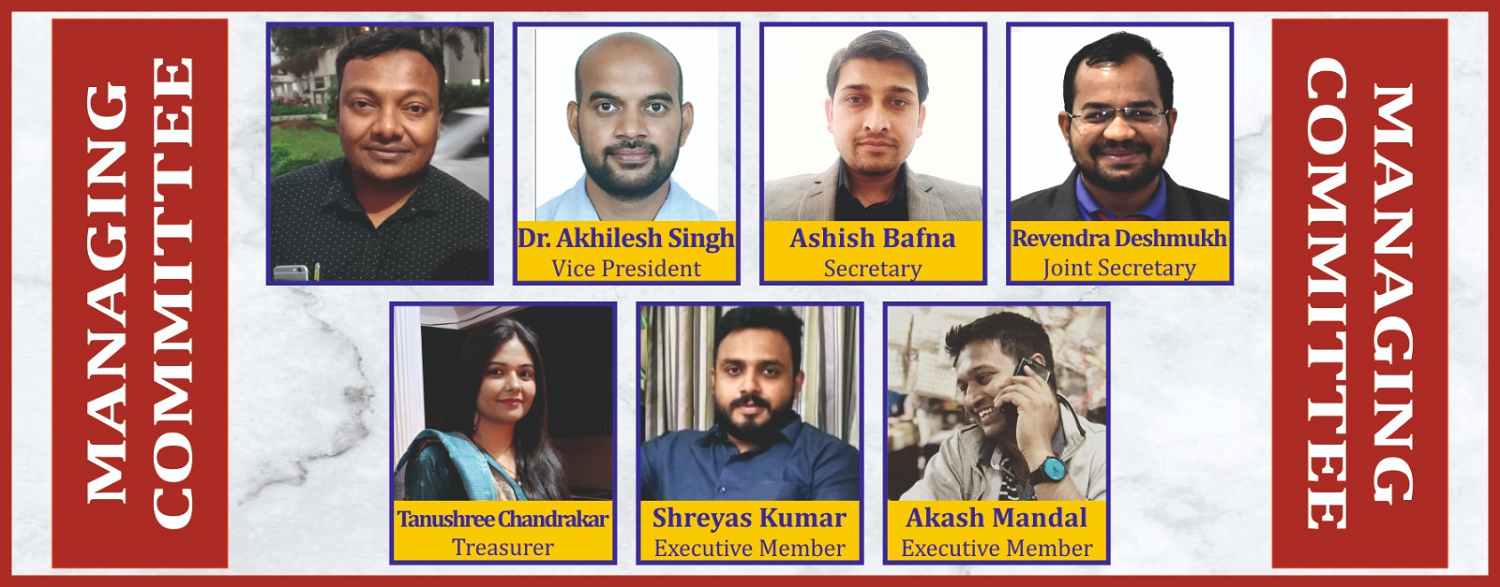 MANAGING
COMMITTEE
Dr. Akhilesh Singh
Vice President
Ashish Bafna
Secretary
Revendra Deshmukh
Joint Secretary
Tanushree Chandrakar
Treasurer
Shreyas Kumar
Executive Member
Akash Mandal
Executive Member
MANAGING
COMMITTEE